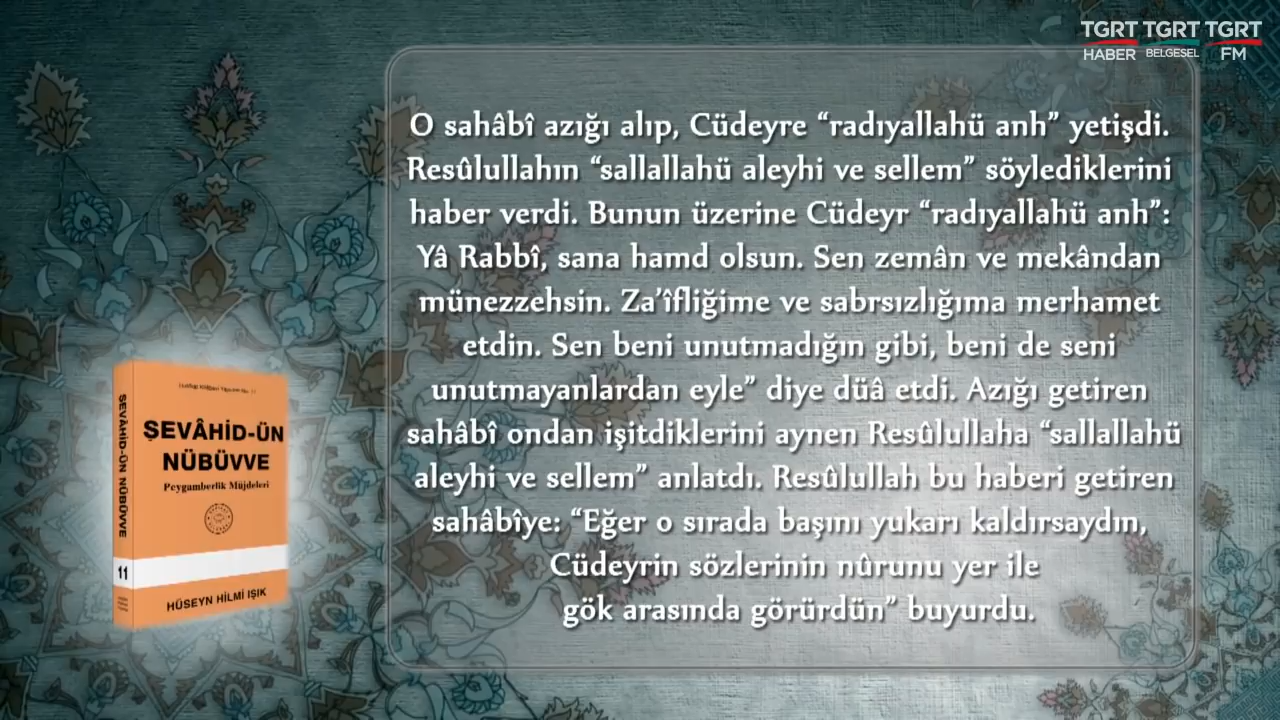 TGRT TGRT TGRT
HABER BELGESEL FM
O sahâbî azığı alıp, Cüdeyre “radıyallahü anh” yetişdi.
Resûlullahın “sallallahü aleyhi ve sellem” söylediklerini
haber verdi. Bunun üzerine Cüdeyr “radıyallahü anh”:
Yâ Rabbî, sana hamd olsun. Sen zemân ve mekândan
münezzehsin. Za’îfliğime ve sabrsızlığıma merhamet
etdin. Sen beni unutmadığın gibi, beni de seni
unutmayanlardan eyle” diye düâ etdi. Azığı getiren
sahâbî ondan işitdiklerini aynen Resûlullaha “sallallahü
aleyhi ve sellem” anlatdı. Resûlullah bu haberi getiren
sahâbîye: “Eğer o sırada başını yukarı kaldırsaydın,
Cüdeyrin sözlerinin nûrunu yer ile
gök arasında görürdün” buyurdu.
ŞEVÂHİD-ÜN NÜBÜVVE
11
ŞEVÂHİD-ÜN
NÜBÜVVE
Peygamberlik Müjdeleri
HÜSEYN HİLMİ IŞIK